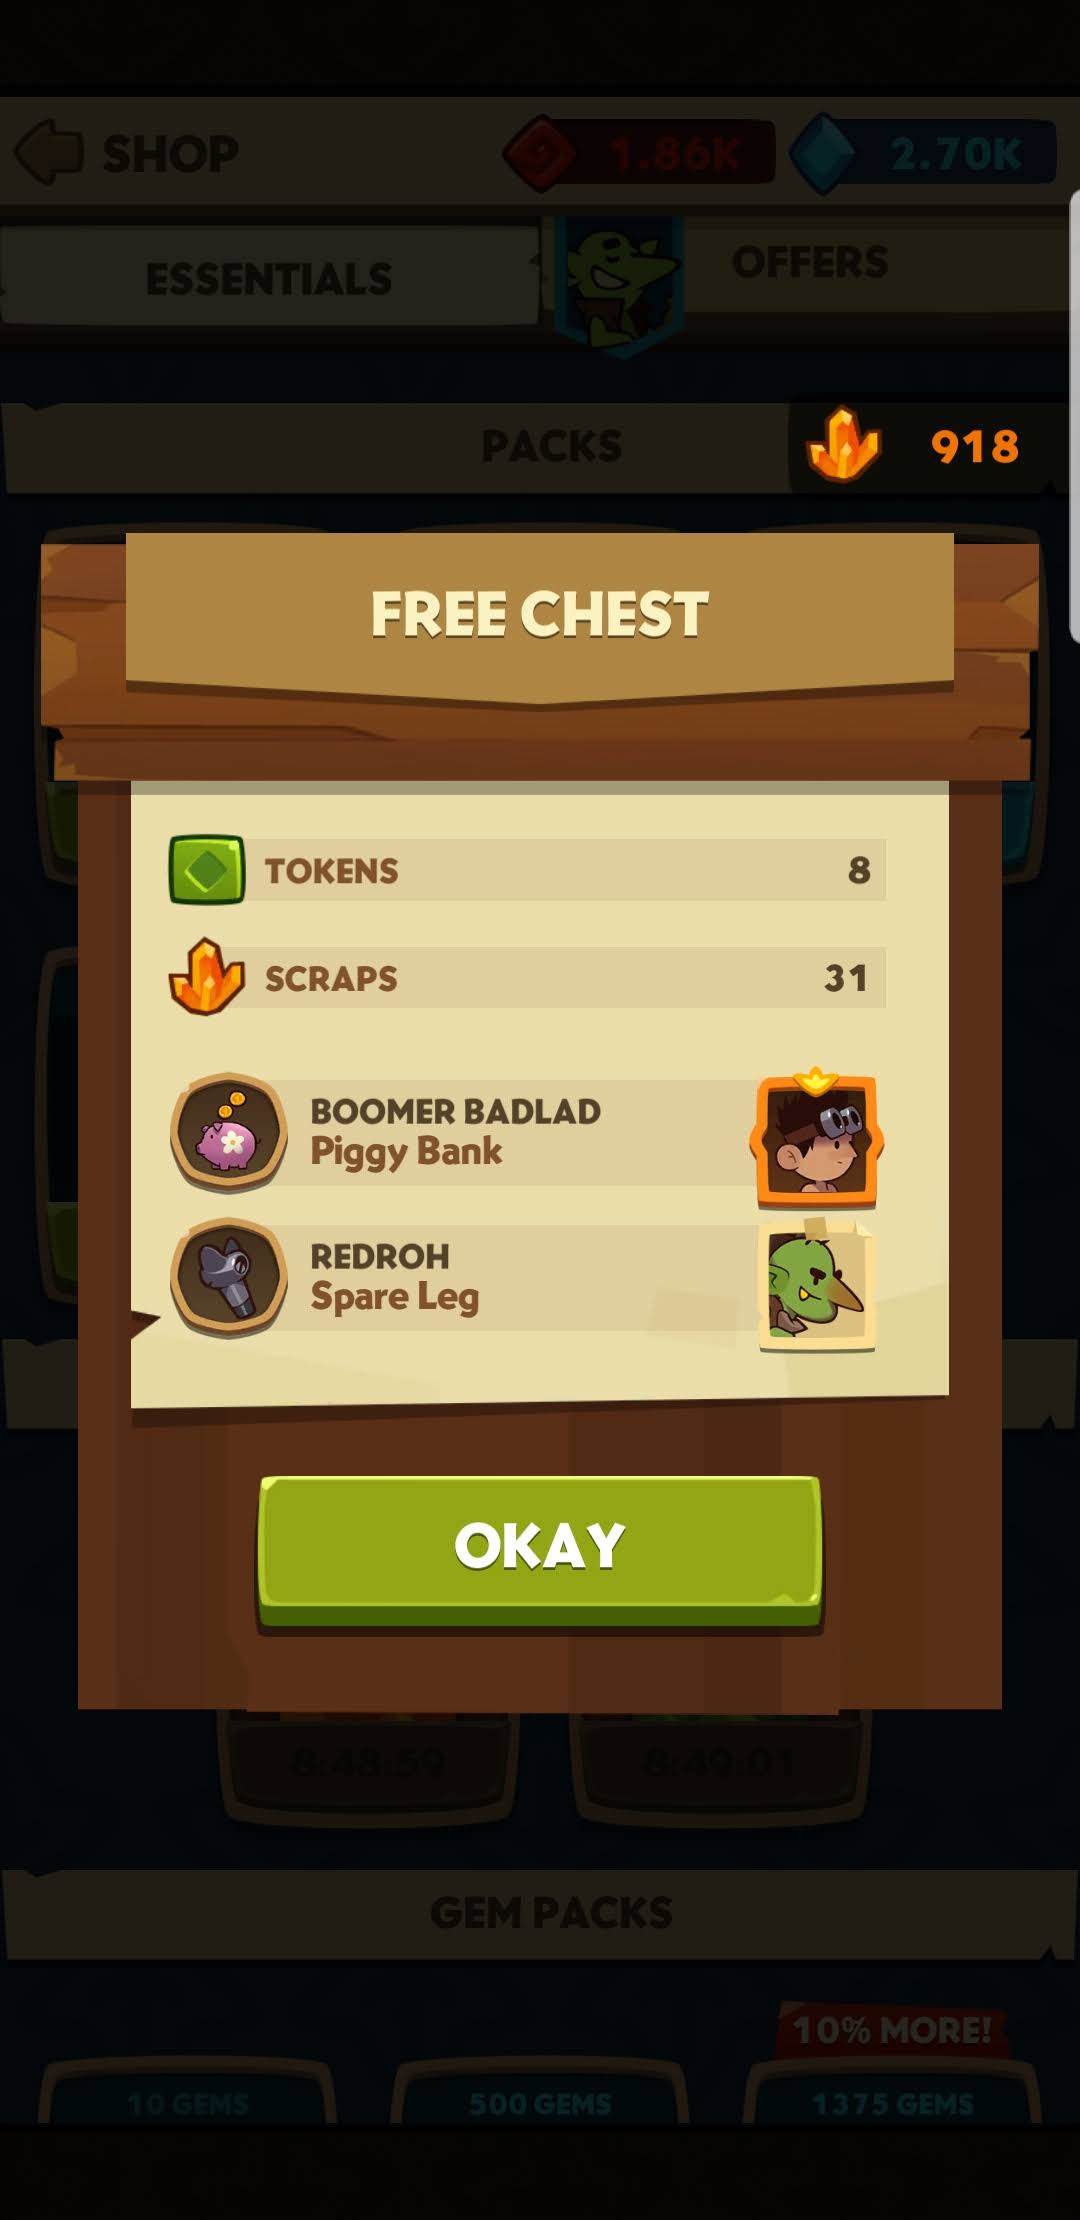 SHOP
1.86K
2.70K
ESSENTIALS
OFFERS
PACKS
918
FREE CHEST
TOKENS
8
SCRAPS
31
BOOMER BADLAD
Piggy Bank
REDROH
Spare Leg
OKAY
8:48:59
8:49:01
GEM PACKS
10% MORE!
10 GEMS
500 GEMS
1375 GEMS